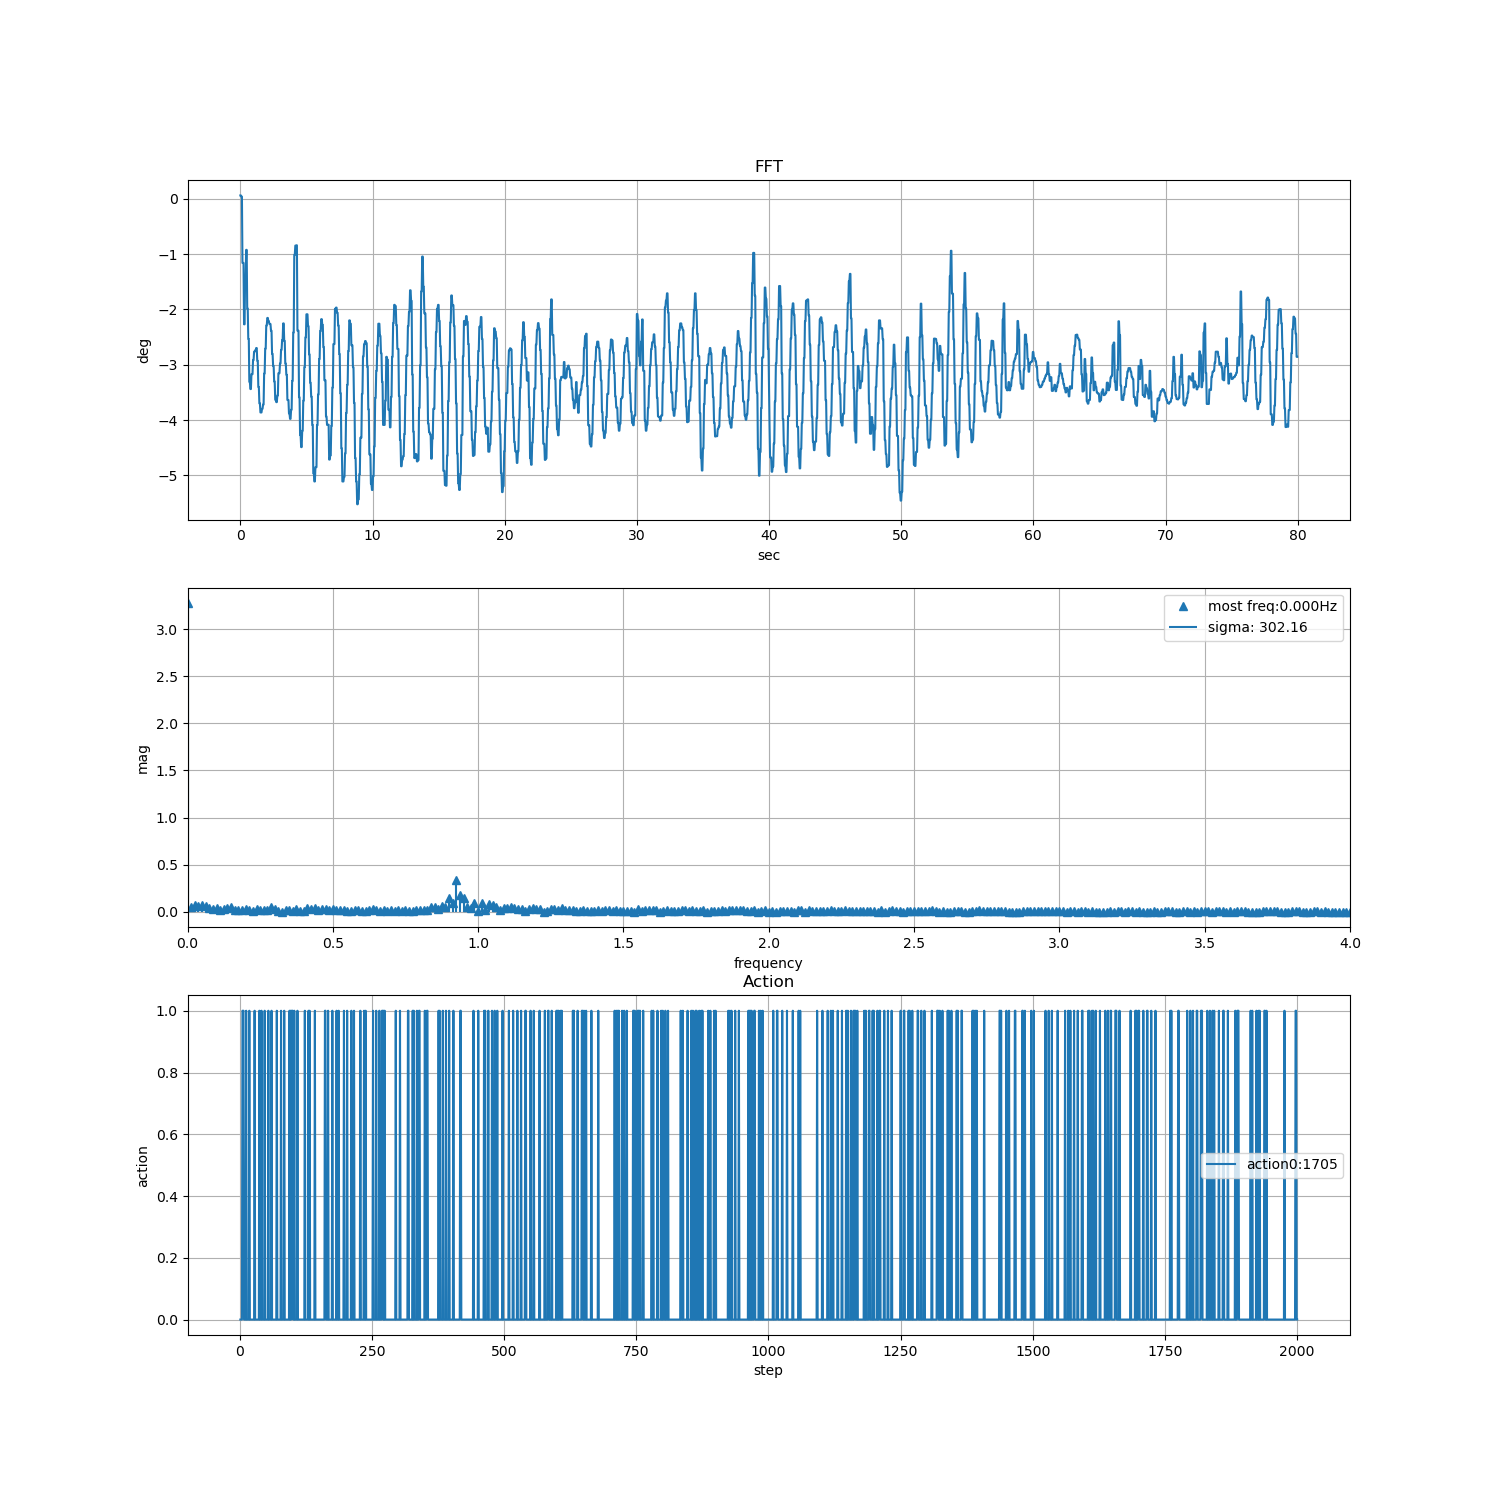 FFT
0
−1
−2
−3
−4
−5
deg
0 10 20 30 40 50 60 70 80
sec
most freq:0.000Hz
sigma: 302.16
3.0
2.5
2.0
1.5
1.0
0.5
0.0
mag
0.0 0.5 1.0 1.5 2.0 2.5 3.0 3.5 4.0
frequency
Action
1.0
0.8
0.6
0.4
0.2
0.0
action
action0:1705
0 250 500 750 1000 1250 1500 1750 2000
step